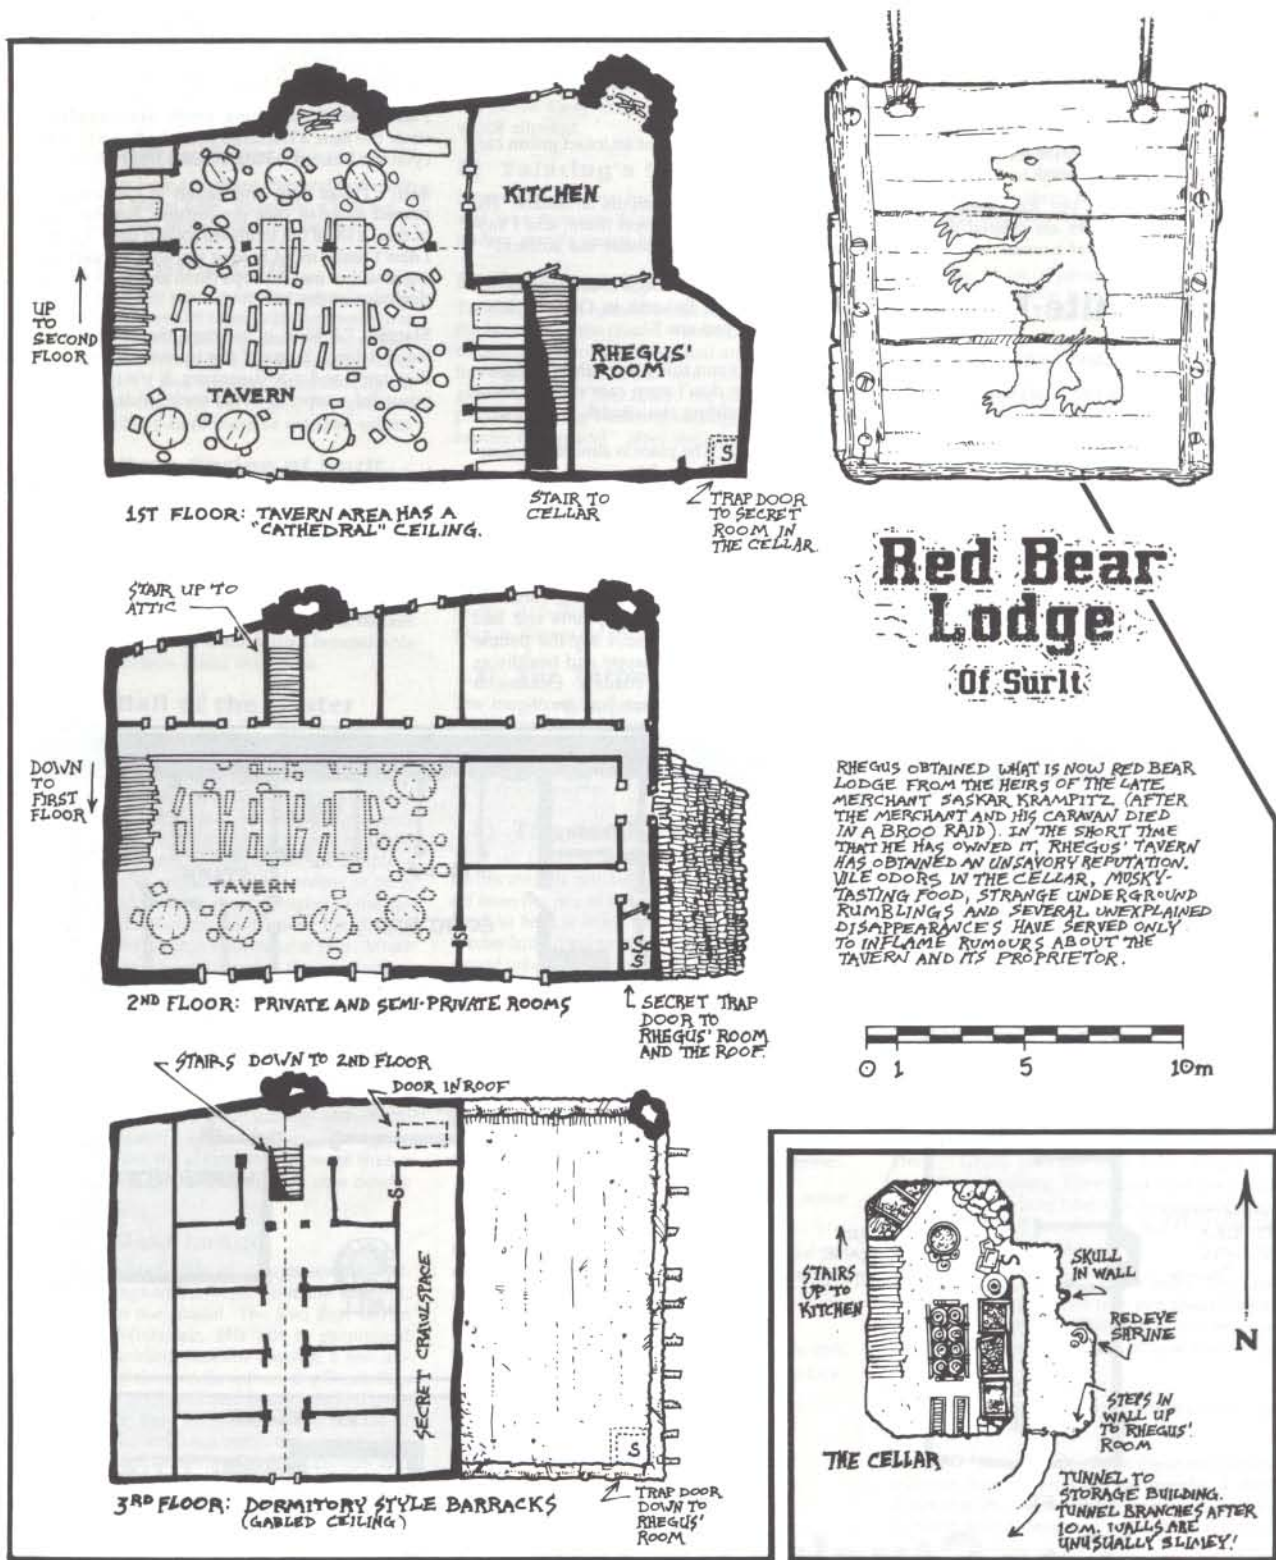 KITCHEN
UP
TO
SECOND
FLOOR
RHEGUS'
ROOM
TAVERN
S
1ST FLOOR: TAVERN AREA HAS A
"CATHEDRAL" CEILING.
STAIR TO
CELLAR
TRAP DOOR
TO SECRET
ROOM IN
THE CELLAR.
Red Bear
Lodge
Of Surlt
STAIR UP TO
ATTIC
DOWN
TO
FIRST
FLOOR
TAVERN
S
S
S
2ND FLOOR: PRIVATE AND SEMI-PRIVATE ROOMS
SECRET TRAP
DOOR TO
RHEGUS' ROOM
AND THE ROOF.
RHEGUS OBTAINED WHAT IS NOW RED BEAR
LODGE FROM THE HEIRS OF THE LATE
MERCHANT SASKAR KRAMPITZ (AFTER
THE MERCHANT AND HIS CARAVAN DIED
IN A BROO RAID). IN THE SHORT TIME
THAT HE HAS OWNED IT, RHEGUS' TAVERN
HAS OBTAINED AN UNSAVORY REPUTATION.
VILE ODORS IN THE CELLAR, MUSKY-
TASTING FOOD, STRANGE UNDERGROUND
RUMBLINGS AND SEVERAL UNEXPLAINED
DISAPPEARANCES HAVE SERVED ONLY
TO INFLAME RUMOURS ABOUT THE
TAVERN AND ITS PROPRIETOR.
0 1 5 10m
STAIRS DOWN TO 2ND FLOOR
DOOR IN ROOF
S
SECRET CRAWLSPACE
S
3RD FLOOR: DORMITORY STYLE BARRACKS
(GABLED CEILING)
TRAP DOOR
DOWN TO
RHEGUS'
ROOM
STAIRS
UP TO
KITCHEN
S
SKULL
IN WALL
REDEYE
SHRINE
N
STEPS IN
WALL UP
TO RHEGUS'
ROOM
S
THE CELLAR
TUNNEL TO
STORAGE BUILDING.
TUNNEL BRANCHES AFTER
10M. WALLS ARE
UNUSUALLY SLIMEY!